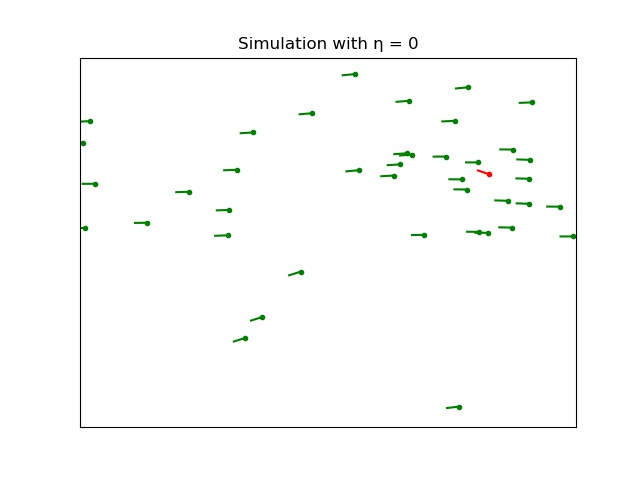 Simulation with η = 0